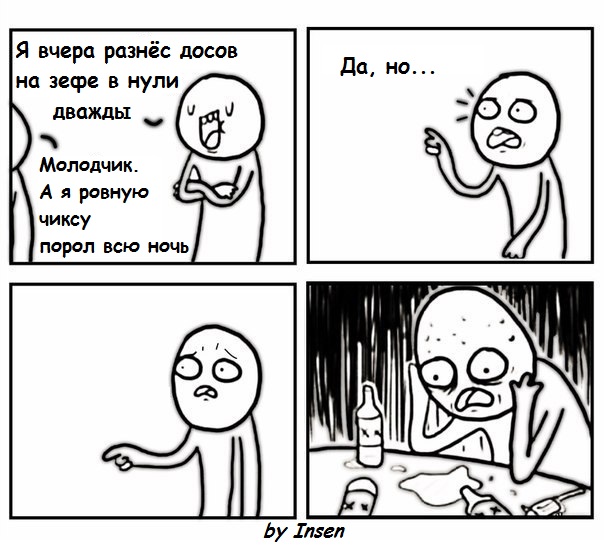 Я вчера разнёс досов
на зефе в нули
дважды
Молодчик.
А я ровную
чиксу
порол всю ночь
Да, но...
by Insen